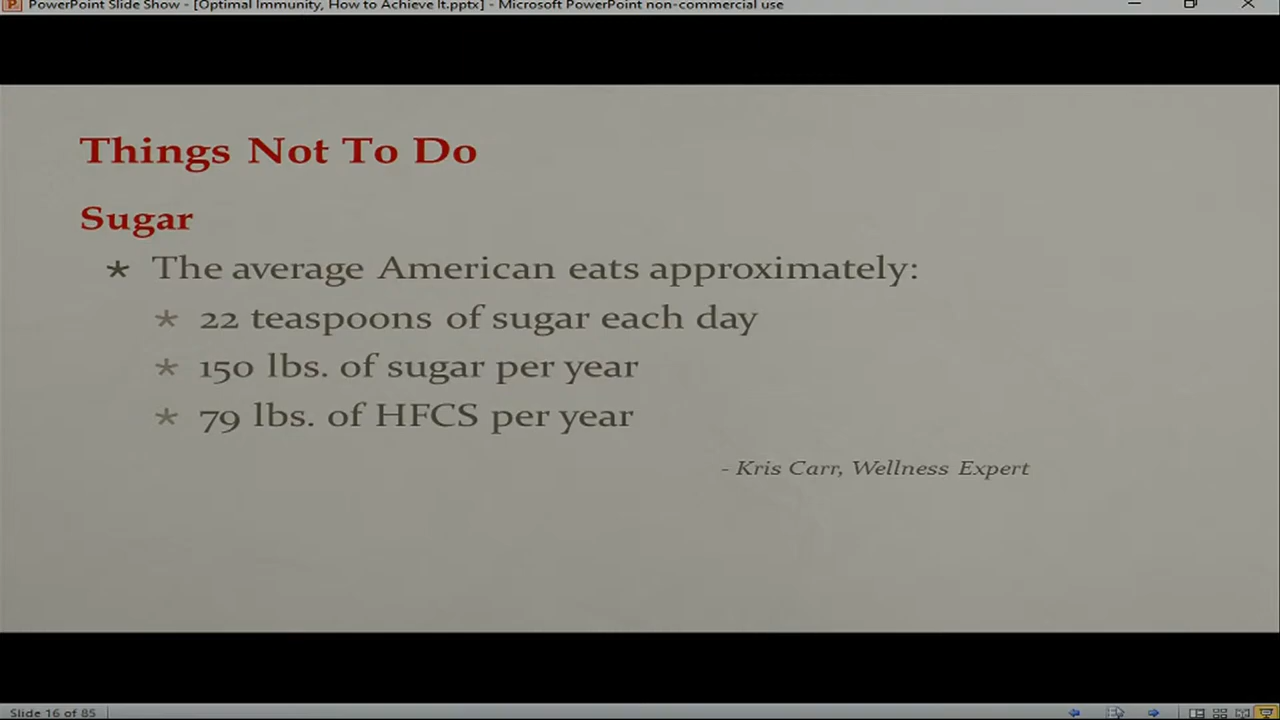 PowerPoint Slide Show - [Optimal Immunity, How to Achieve It.pptx] - Microsoft PowerPoint non-commercial use
Things Not To Do
Sugar
* The average American eats approximately:
* 22 teaspoons of sugar each day
* 150 lbs. of sugar per year
* 79 lbs. of HFCS per year
- Kris Carr, Wellness Expert
Slide 16 of 85